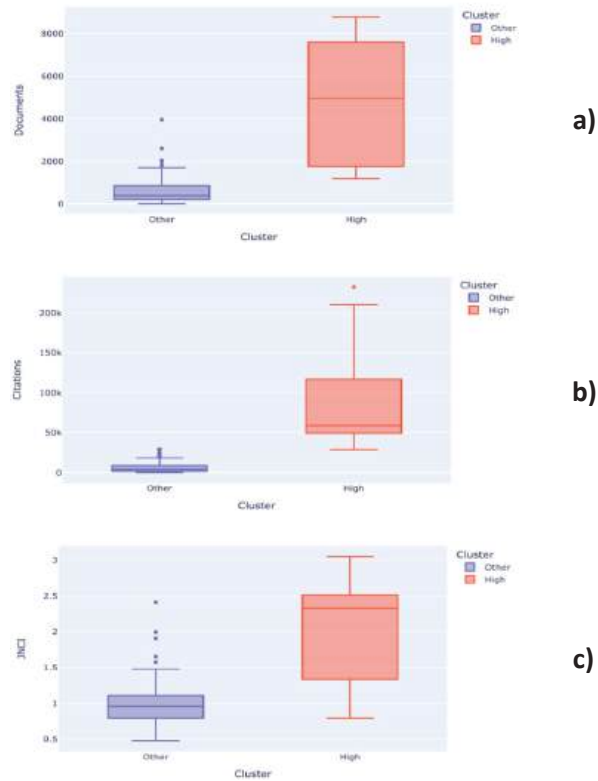 Cluster
Other
High
8000
6000
4000
2000
0
Documents
Other
High
Cluster
a)
Cluster
Other
High
200k
150k
100k
50k
0
Citations
Other
High
Cluster
b)
Cluster
Other
High
3
2.5
2
1.5
1
0.5
JNCI
Other
High
Cluster
c)